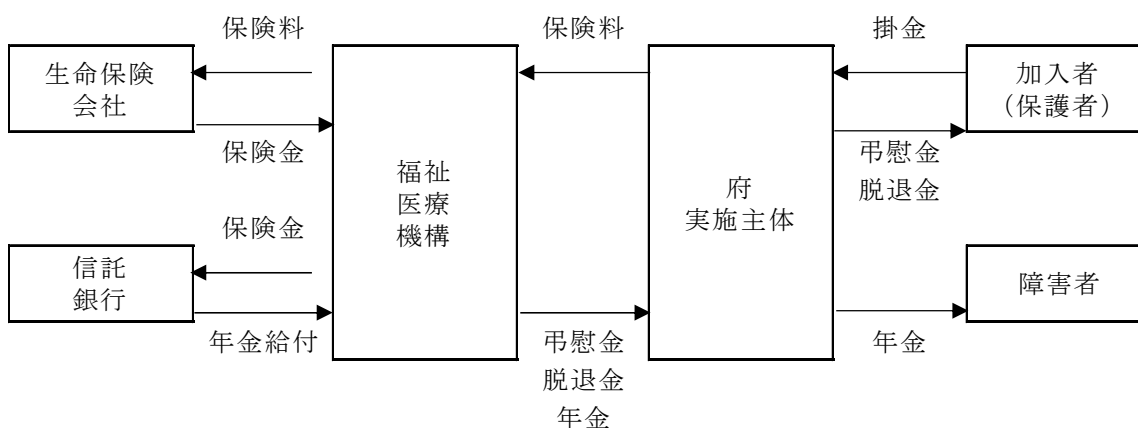 保険料
保険料
掛金
生命保険
会社
加入者
（保護者）
保険金
弔慰金
脱退金
福祉
医療
機構
府
実施主体
保険金
信託
銀行
障害者
年金給付
弔慰金
脱退金
年金
年金